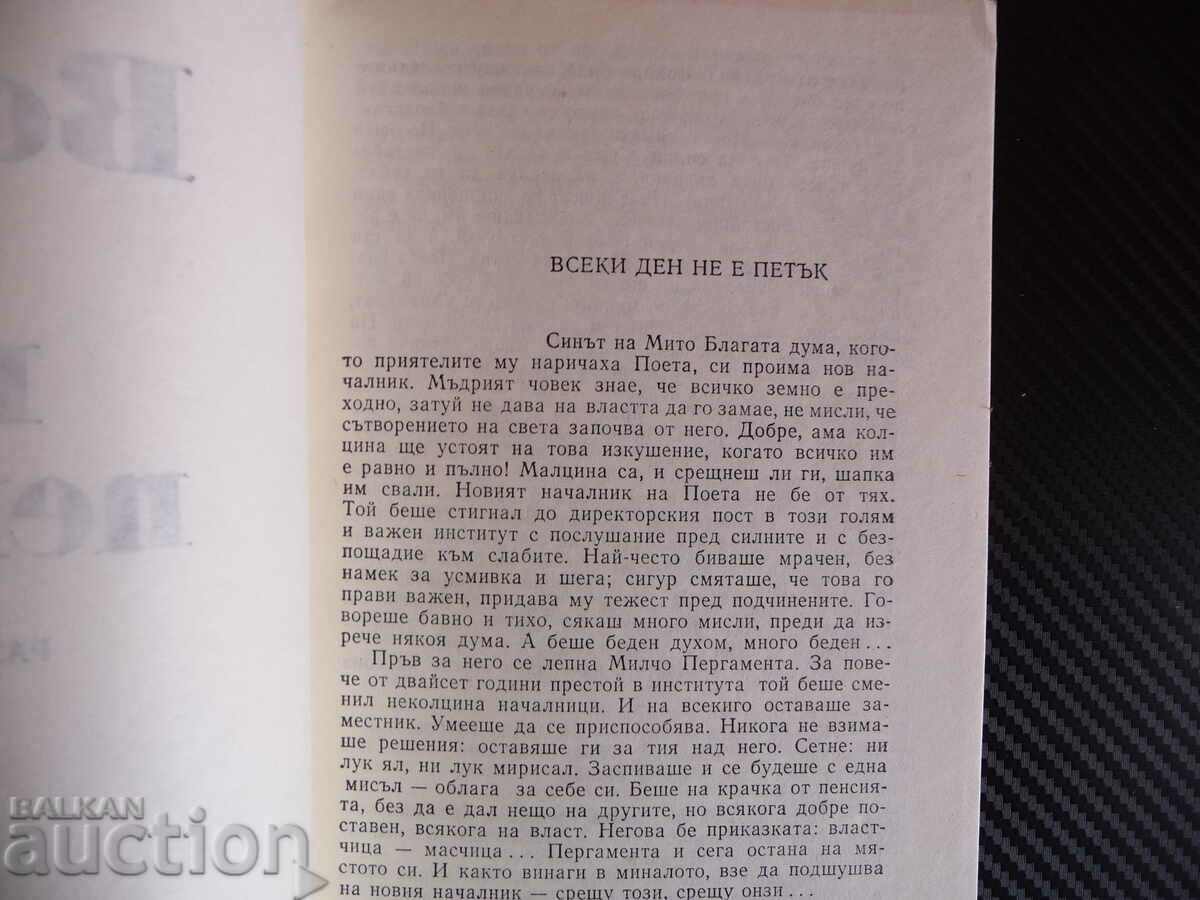 ВСЕКИ ДЕН НЕ Е ПЕТЪК
Синът на Мито Благата дума, кого-
то приятелите му наричаха Поета, си проима нов на-
чалник. Мъдрият човек знае, че всичко земно е пре-
ходно, затуй не дава на властта да го замае, не мисли, че
сътворението на света започва от него. Добре, ама кол-
цина ще устоят на това изкушение, когато всичко им
е равно и пълно! Малцина са, и срещнеш ли ги, шапка
им свали. Новият началник на Поета не бе от тях.
Той беше стигнал до директорския пост в този голям
и важен институт с послушание пред силните и с без-
пощадие към слабите. Най-често биваше мрачен, без
намек за усмивка и шега; сигур смяташе, че това го
прави важен, придава му тежест пред подчинените. Го-
вореше бавно и тихо, сякаш много мисли, преди да из-
рече някоя дума. А беше беден духом, много беден...
Пръв за него се лепна Милчо Пергамента. За пове-
че от двайсет години престой в института той беше сме-
нил неколцина началници. И на всекиго оставаше за-
местник. Умееше да се приспособява. Никога не взима-
ше решения: оставяше ги за тия над него. Сетне: ни
лук ял, ни лук мирисал. Заспиваше и се будеше с една
мисъл — облага за себе си. Беше на крачка от пенсия-
та, без да е дал нещо на другите, но всякога добре по-
ставен, всякога на власт. Негова бе приказката: власт-
чица — масчица... Пергамента и сега остана на мя-
стото си. И както винаги в миналото, взе да подшушва
на новия началник — срещу този, срещу онзи...
BALKAN
auction